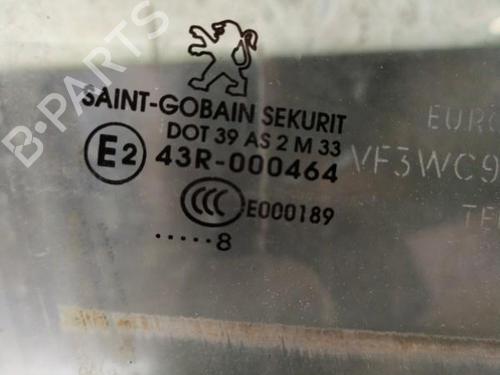 SAINT-GOBAIN SEKURIT
DOT 39 AS 2 M 33
E2 43R-000464
CCC E000189
.....8
EURO
VF3WC9
TE
B-PARTS